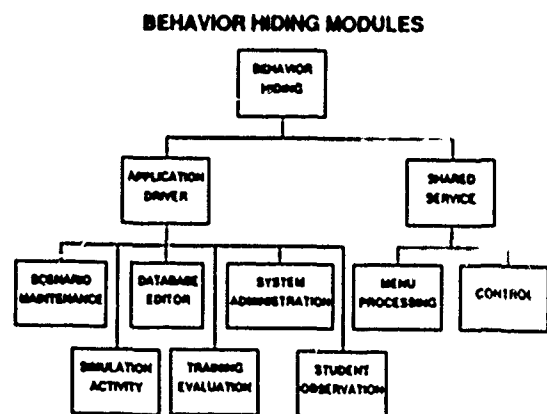 BEHAVIOR HIDING MODULES
BEHAVIOR
HIDING
APPLICATION
DRIVER
SHARED
SERVICE
SCENARIO
MAINTENANCE
DATABASE
EDITOR
SYSTEM
ADMINISTRATION
MENU
PROCESSING
CONTROL
SIMULATION
ACTIVITY
TRAINING
EVALUATION
STUDENT
OBSERVATION